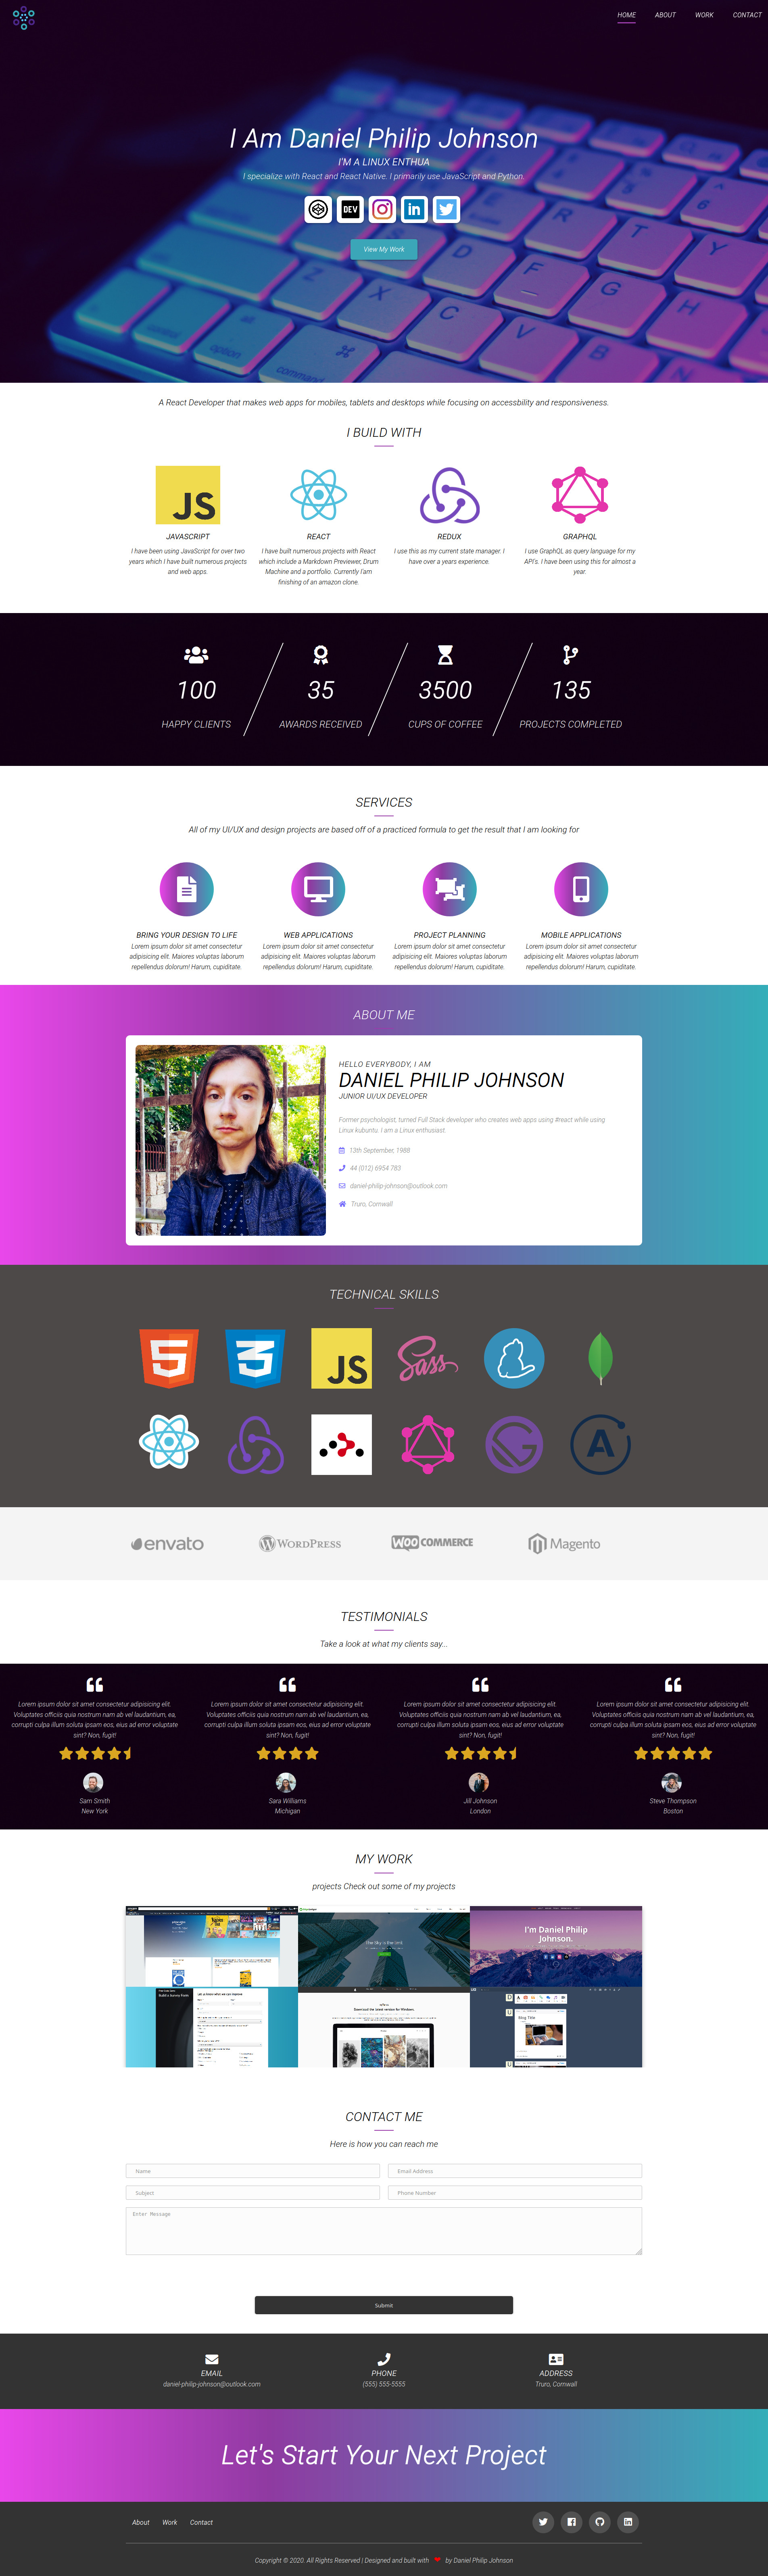 HOME ABOUT WORK CONTACT
I Am Daniel Philip Johnson
I'M A LINUX ENTHUA
I specialize with React and React Native. I primarily use JavaScript and Python.
DEV
in
View My Work
A React Developer that makes web apps for mobiles, tablets and desktops while focusing on accessbility and responsiveness.
I BUILD WITH
JS
JAVASCRIPT REACT REDUX GRAPHQL
I have been using JavaScript for over two
years which I have built numerous projects
and web apps.
I have built numerous projects with React
which include a Markdown Previewer, Drum
Machine and a portfolio. Currently I'am
finishing of an amazon clone.
I use this as my current state manager. I
have over a years experience.
I use GraphQL as query language for my
API's. I have been using this for almost a
year.
100 35 3500 135
HAPPY CLIENTS AWARDS RECEIVED CUPS OF COFFEE PROJECTS COMPLETED
SERVICES
All of my UI/UX and design projects are based off of a practiced formula to get the result that I am looking for
BRING YOUR DESIGN TO LIFE
Lorem ipsum dolor sit amet consectetur
adipisicing elit. Maiores voluptas laborum
repellendus dolorum! Harum, cupiditate.
WEB APPLICATIONS
Lorem ipsum dolor sit amet consectetur
adipisicing elit. Maiores voluptas laborum
repellendus dolorum! Harum, cupiditate.
PROJECT PLANNING
Lorem ipsum dolor sit amet consectetur
adipisicing elit. Maiores voluptas laborum
repellendus dolorum! Harum, cupiditate.
MOBILE APPLICATIONS
Lorem ipsum dolor sit amet consectetur
adipisicing elit. Maiores voluptas laborum
repellendus dolorum! Harum, cupiditate.
ABOUT ME
HELLO EVERYBODY, I AM
DANIEL PHILIP JOHNSON
JUNIOR UI/UX DEVELOPER
Former psychologist, turned Full Stack developer who creates web apps using #react while using
Linux kubuntu. I am a Linux enthusiast.
13th September, 1988
44 (012) 6954 783
daniel-philip-johnson@outlook.com
Truro, Cornwall
TECHNICAL SKILLS
JS
Sass
envato WORDPRESS WOO COMMERCE Magento
TESTIMONIALS
Take a look at what my clients say...
Lorem ipsum dolor sit amet consectetur adipisicing elit.
Voluptates officiis quia nostrum nam ab vel laudantium, ea,
corrupti culpa illum soluta ipsam eos, eius ad error voluptate
sint? Non, fugit!
Sam Smith
New York
Lorem ipsum dolor sit amet consectetur adipisicing elit.
Voluptates officiis quia nostrum nam ab vel laudantium, ea,
corrupti culpa illum soluta ipsam eos, eius ad error voluptate
sint? Non, fugit!
Sara Williams
Michigan
Lorem ipsum dolor sit amet consectetur adipisicing elit.
Voluptates officiis quia nostrum nam ab vel laudantium, ea,
corrupti culpa illum soluta ipsam eos, eius ad error voluptate
sint? Non, fugit!
Jill Johnson
London
Lorem ipsum dolor sit amet consectetur adipisicing elit.
Voluptates officiis quia nostrum nam ab vel laudantium, ea,
corrupti culpa illum soluta ipsam eos, eius ad error voluptate
sint? Non, fugit!
Steve Thompson
Boston
MY WORK
projects Check out some of my projects
The Sky is the limit.
I'm Daniel Philip
Johnson.
Build a Survey Form
Download the latest version for Windows.
Blog Title
CONTACT ME
Here is how you can reach me
Name Email Address
Subject Phone Number
Enter Message
Submit
EMAIL PHONE ADDRESS
daniel-philip-johnson@outlook.com (555) 555-5555 Truro, Cornwall
Let's Start Your Next Project
About Work Contact
Copyright © 2020. All Rights Reserved | Designed and built with ❤ by Daniel Philip Johnson